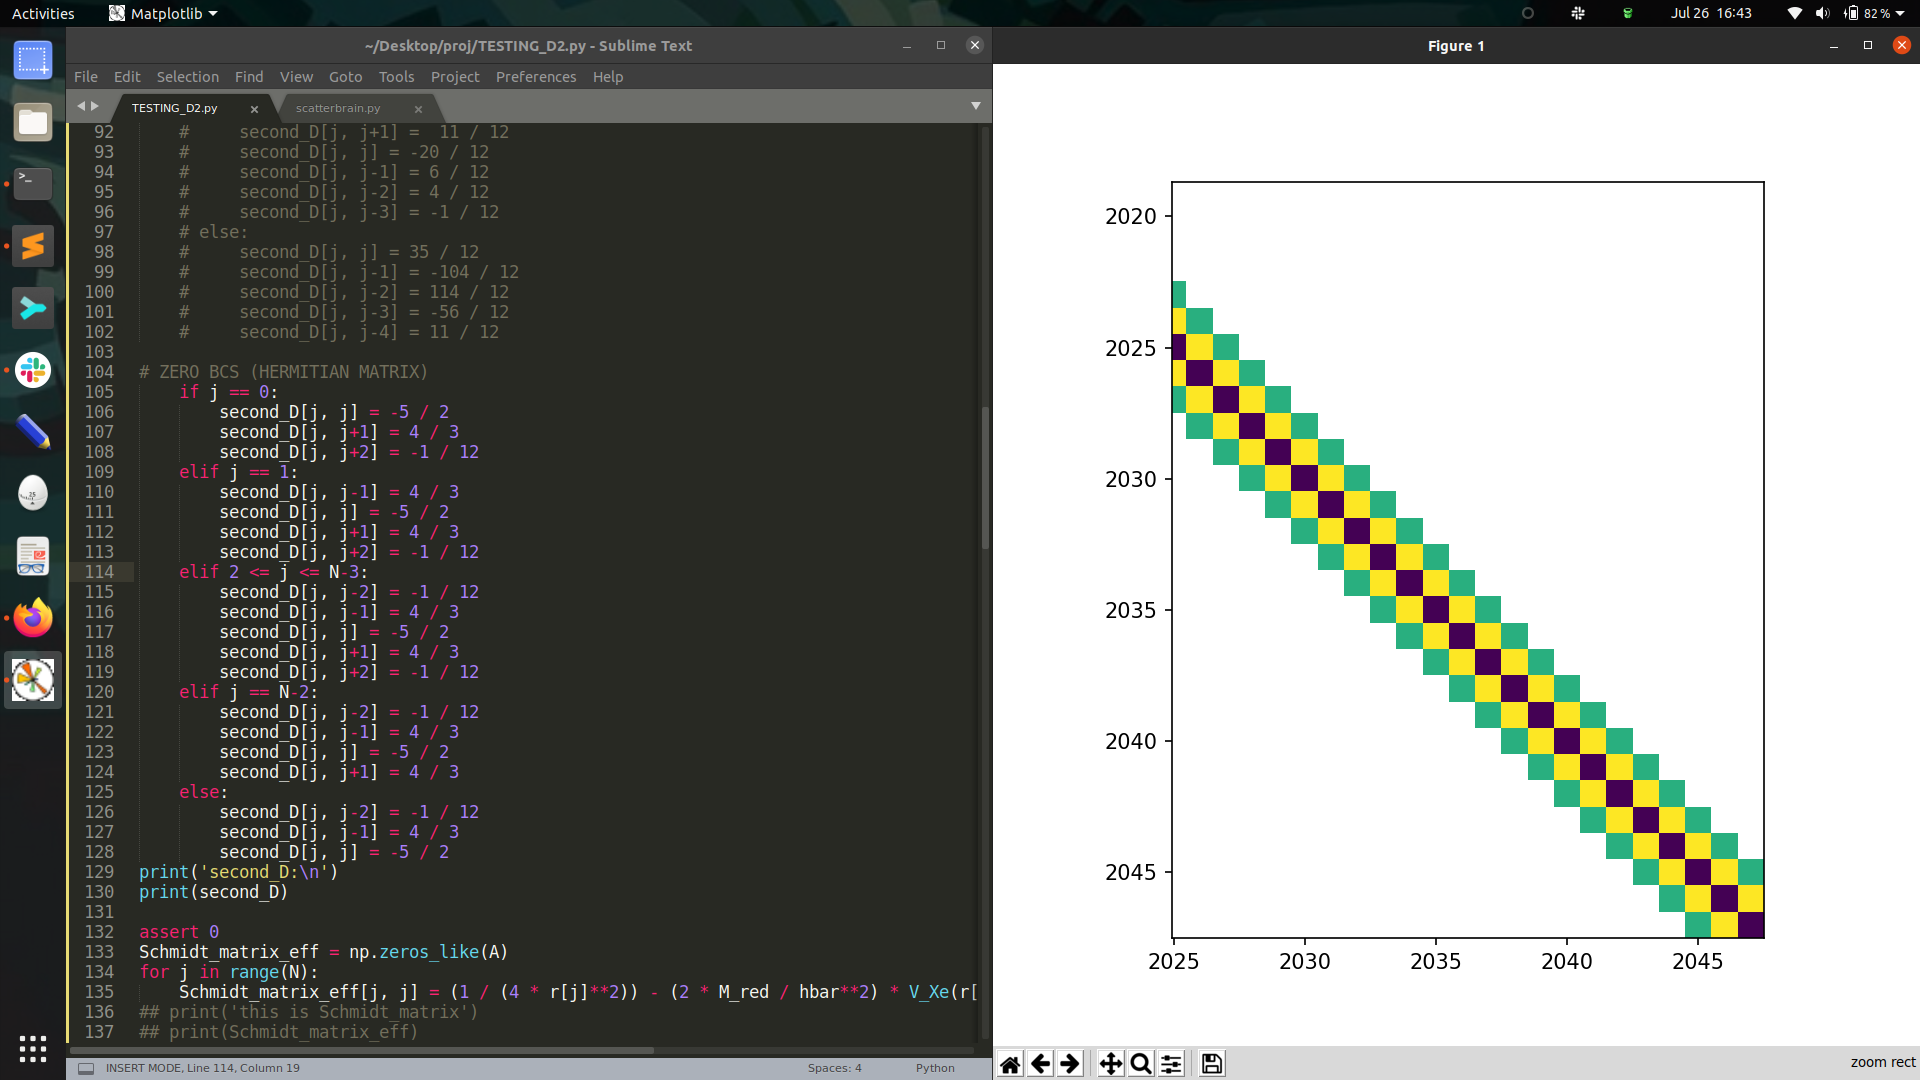 Activities
Matplotlib
Jul 26 16:43
82 %
~/Desktop/proj/TESTING_D2.py - Sublime Text
File Edit Selection Find View Goto Tools Project Preferences Help
TESTING_D2.py
scatterbrain.py
92     #     second_D[j, j+1] =  11 / 12
93     #     second_D[j, j] = -20 / 12
94     #     second_D[j, j-1] = 6 / 12
95     #     second_D[j, j-2] = 4 / 12
96     #     second_D[j, j-3] = -1 / 12
97     # else:
98     #     second_D[j, j] = 35 / 12
99     #     second_D[j, j-1] = -104 / 12
100     #     second_D[j, j-2] = 114 / 12
101     #     second_D[j, j-3] = -56 / 12
102     #     second_D[j, j-4] = 11 / 12
103
104 # ZERO BCS (HERMITIAN MATRIX)
105     if j == 0:
106         second_D[j, j] = -5 / 2
107         second_D[j, j+1] = 4 / 3
108         second_D[j, j+2] = -1 / 12
109     elif j == 1:
110         second_D[j, j-1] = 4 / 3
111         second_D[j, j] = -5 / 2
112         second_D[j, j+1] = 4 / 3
113         second_D[j, j+2] = -1 / 12
114     elif 2 <= j <= N-3:
115         second_D[j, j-2] = -1 / 12
116         second_D[j, j-1] = 4 / 3
117         second_D[j, j] = -5 / 2
118         second_D[j, j+1] = 4 / 3
119         second_D[j, j+2] = -1 / 12
120     elif j == N-2:
121         second_D[j, j-2] = -1 / 12
122         second_D[j, j-1] = 4 / 3
123         second_D[j, j] = -5 / 2
124         second_D[j, j+1] = 4 / 3
125     else:
126         second_D[j, j-2] = -1 / 12
127         second_D[j, j-1] = 4 / 3
128         second_D[j, j] = -5 / 2
129 print('second_D:\n')
130 print(second_D)
131
132 assert 0
133 Schmidt_matrix_eff = np.zeros_like(A)
134 for j in range(N):
135     Schmidt_matrix_eff[j, j] = (1 / (4 * r[j]**2)) - (2 * M_red / hbar**2) * V_Xe(r[
136 ## print('this is Schmidt_matrix')
137 ## print(Schmidt_matrix_eff)
INSERT MODE, Line 114, Column 19
Spaces: 4
Python
Figure 1
2020
2025
2030
2035
2040
2045
2025 2030 2035 2040 2045
zoom rect